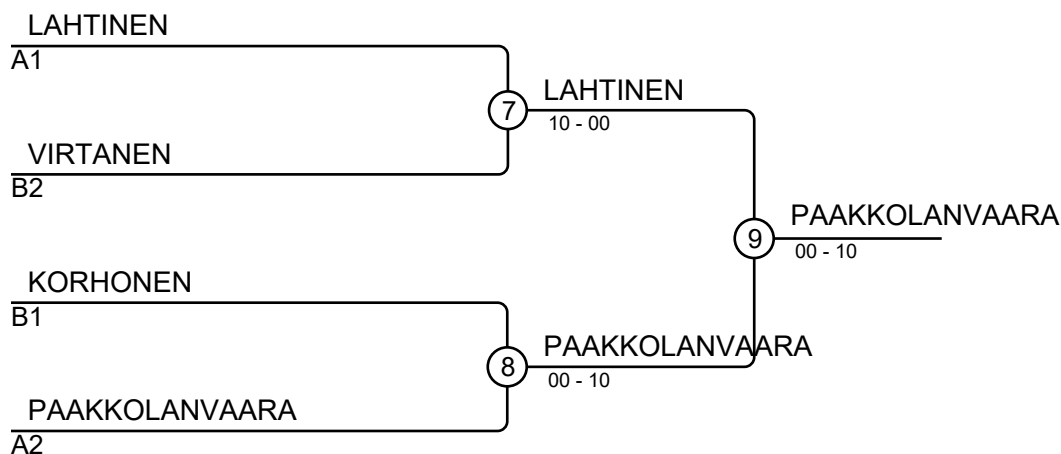 LAHTINEN
A1
7
LAHTINEN
10 - 00
VIRTANEN
B2
9
PAAKKOLANVAARA
00 - 10
KORHONEN
B1
8
PAAKKOLANVAARA
00 - 10
PAAKKOLANVAARA
A2